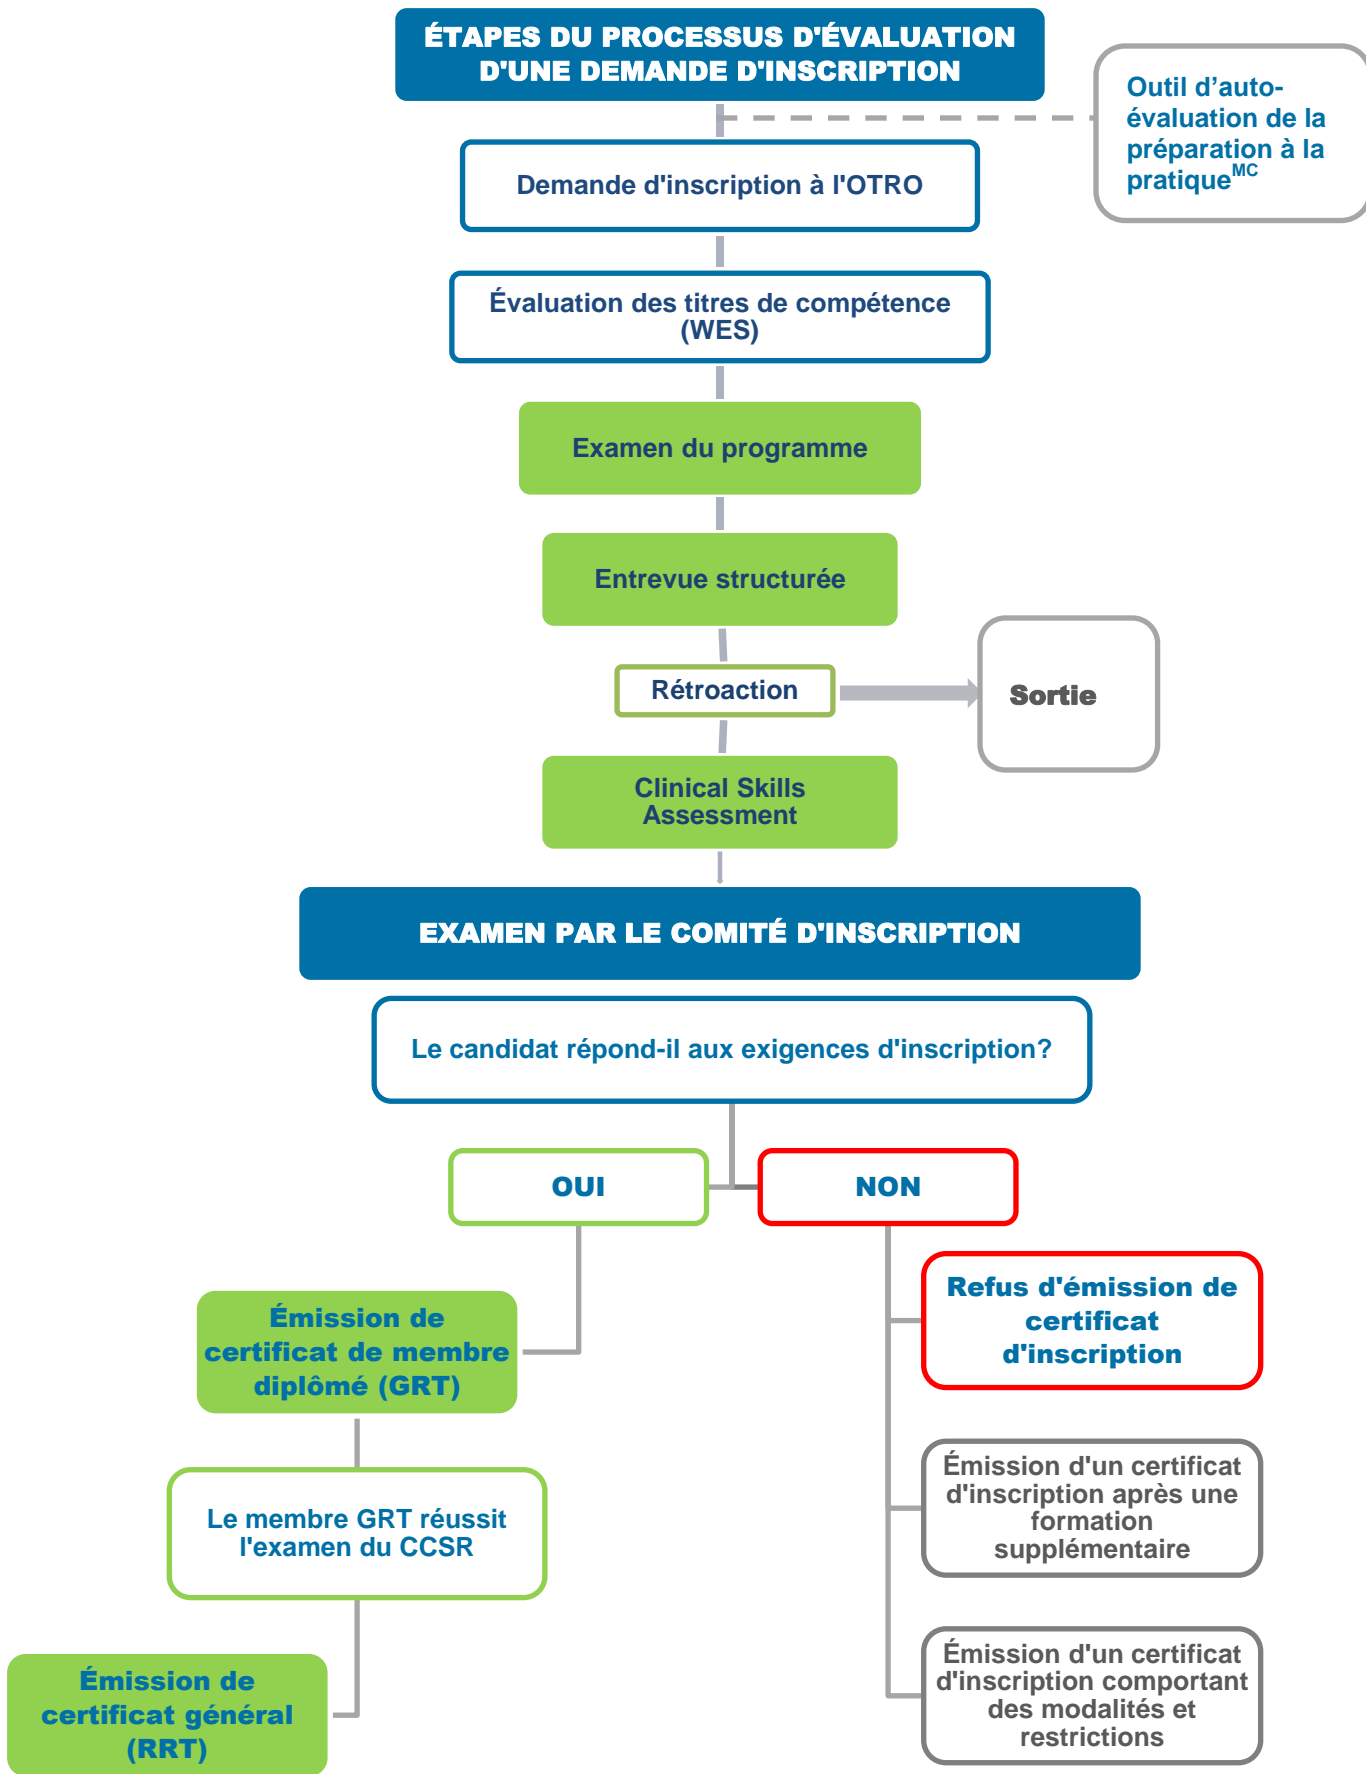 ÉTAPES DU PROCESSUS D'ÉVALUATION
D'UNE DEMANDE D'INSCRIPTION
Outil d’auto-
évaluation de la
préparation à la
pratiqueMC
Demande d'inscription à l'OTRO
Évaluation des titres de compétence
(WES)
Examen du programme
Entrevue structurée
Rétroaction
Sortie
Clinical Skills
Assessment
EXAMEN PAR LE COMITÉ D'INSCRIPTION
Le candidat répond-il aux exigences d'inscription?
OUI
NON
Émission de
certificat de membre
diplômé (GRT)
Le membre GRT réussit
l'examen du CCSR
Émission de
certificat général
(RRT)
Refus d'émission de
certificat
d'inscription
Émission d'un certificat
d'inscription après une
formation
supplémentaire
Émission d'un certificat
d'inscription comportant
des modalités et
restrictions